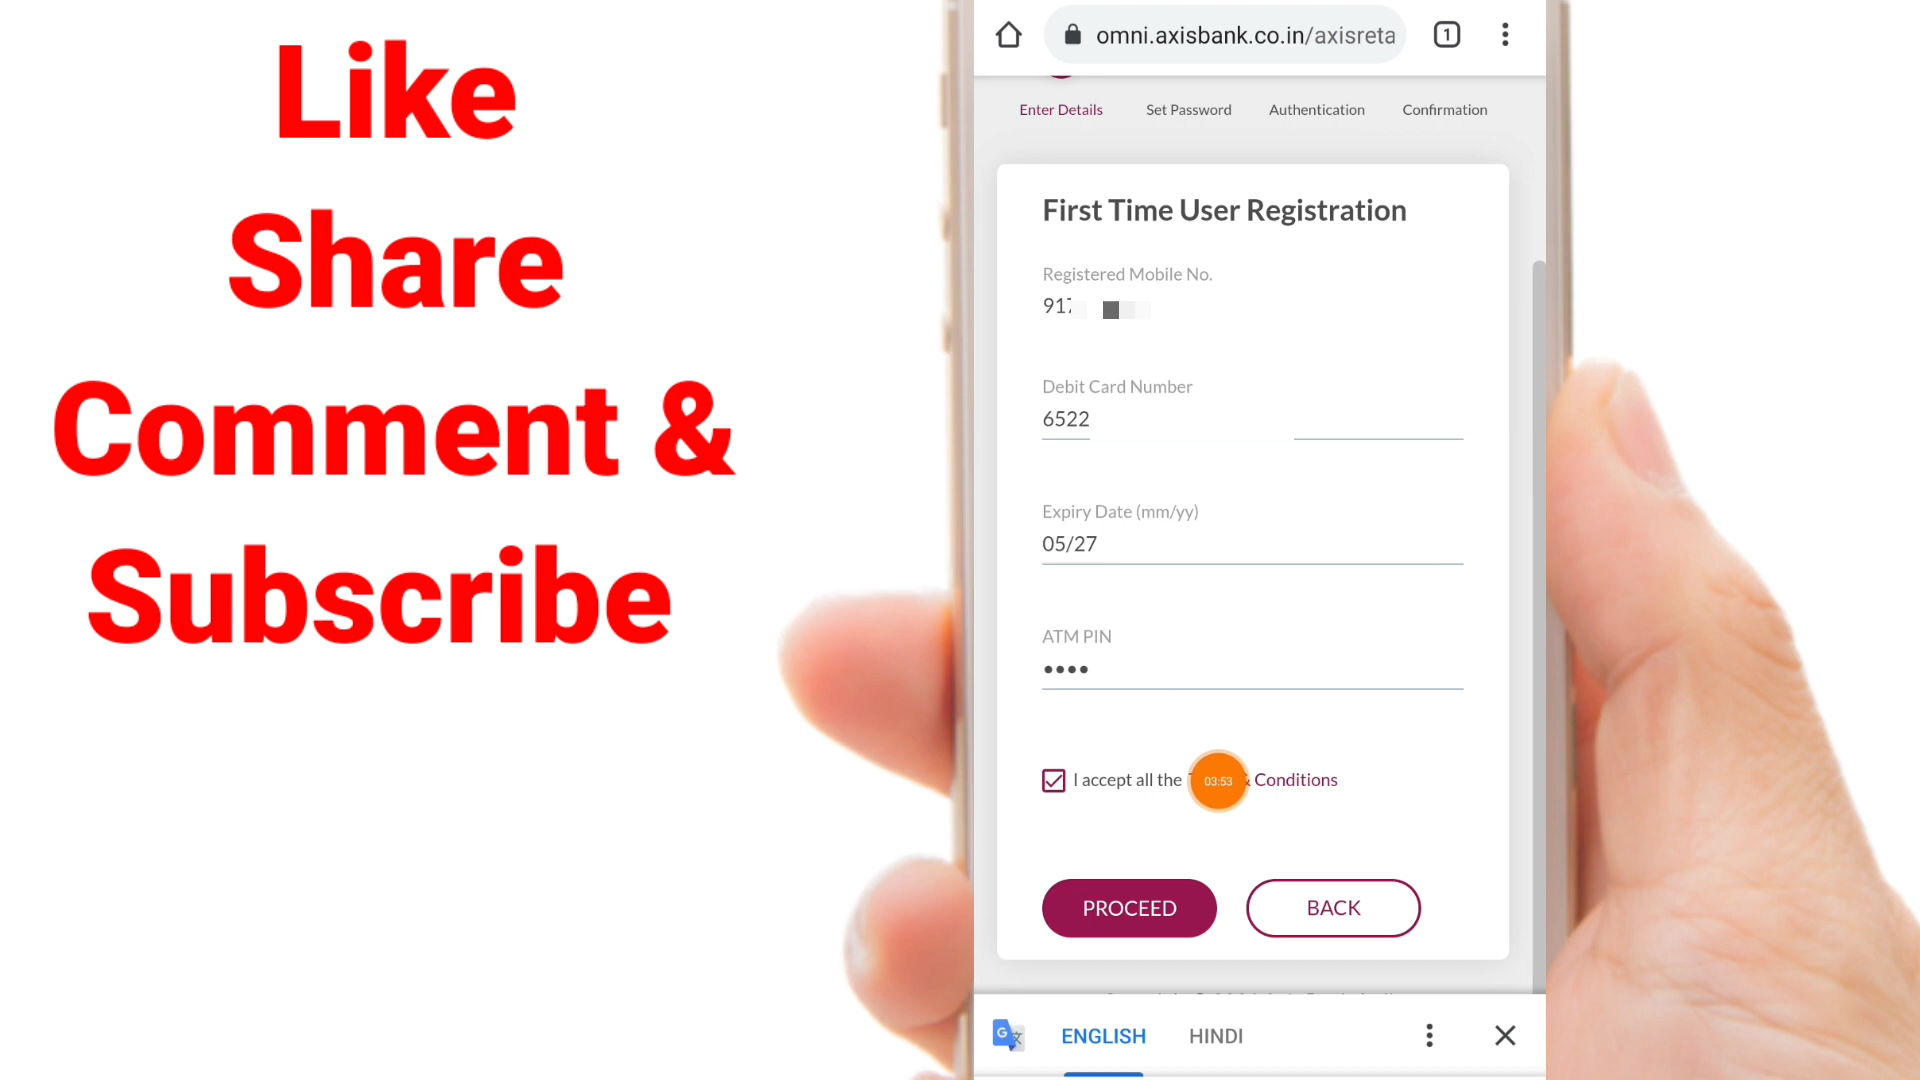 Like
Share
Comment &
Subscribe
omni.axisbank.co.in/axisreta
1
Enter Details Set Password Authentication Confirmation
First Time User Registration
Registered Mobile No.
917
Debit Card Number
6522
Expiry Date (mm/yy)
05/27
ATM PIN
••••
I accept all the & Conditions
03:53
PROCEED BACK
ENGLISH HINDI